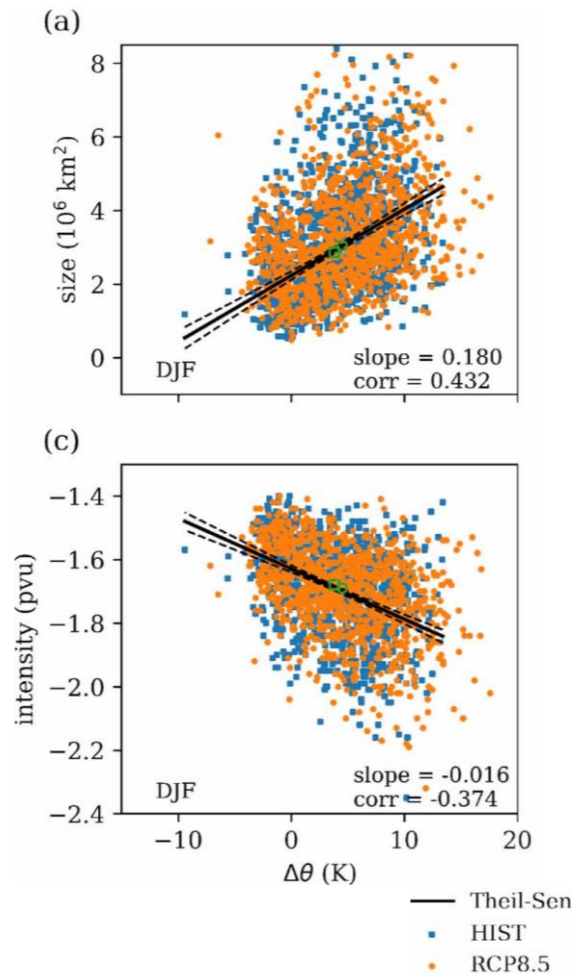 (a)
8
6
4
2
0
size (10⁶ km²)
DJF
slope = 0.180
corr = 0.432
(c)
−1.4
−1.6
−1.8
−2.0
−2.2
−2.4
intensity (pvu)
DJF
slope = -0.016
corr = -0.374
−10 0 10 20
Δθ (K)
Theil-Sen
HIST
RCP8.5